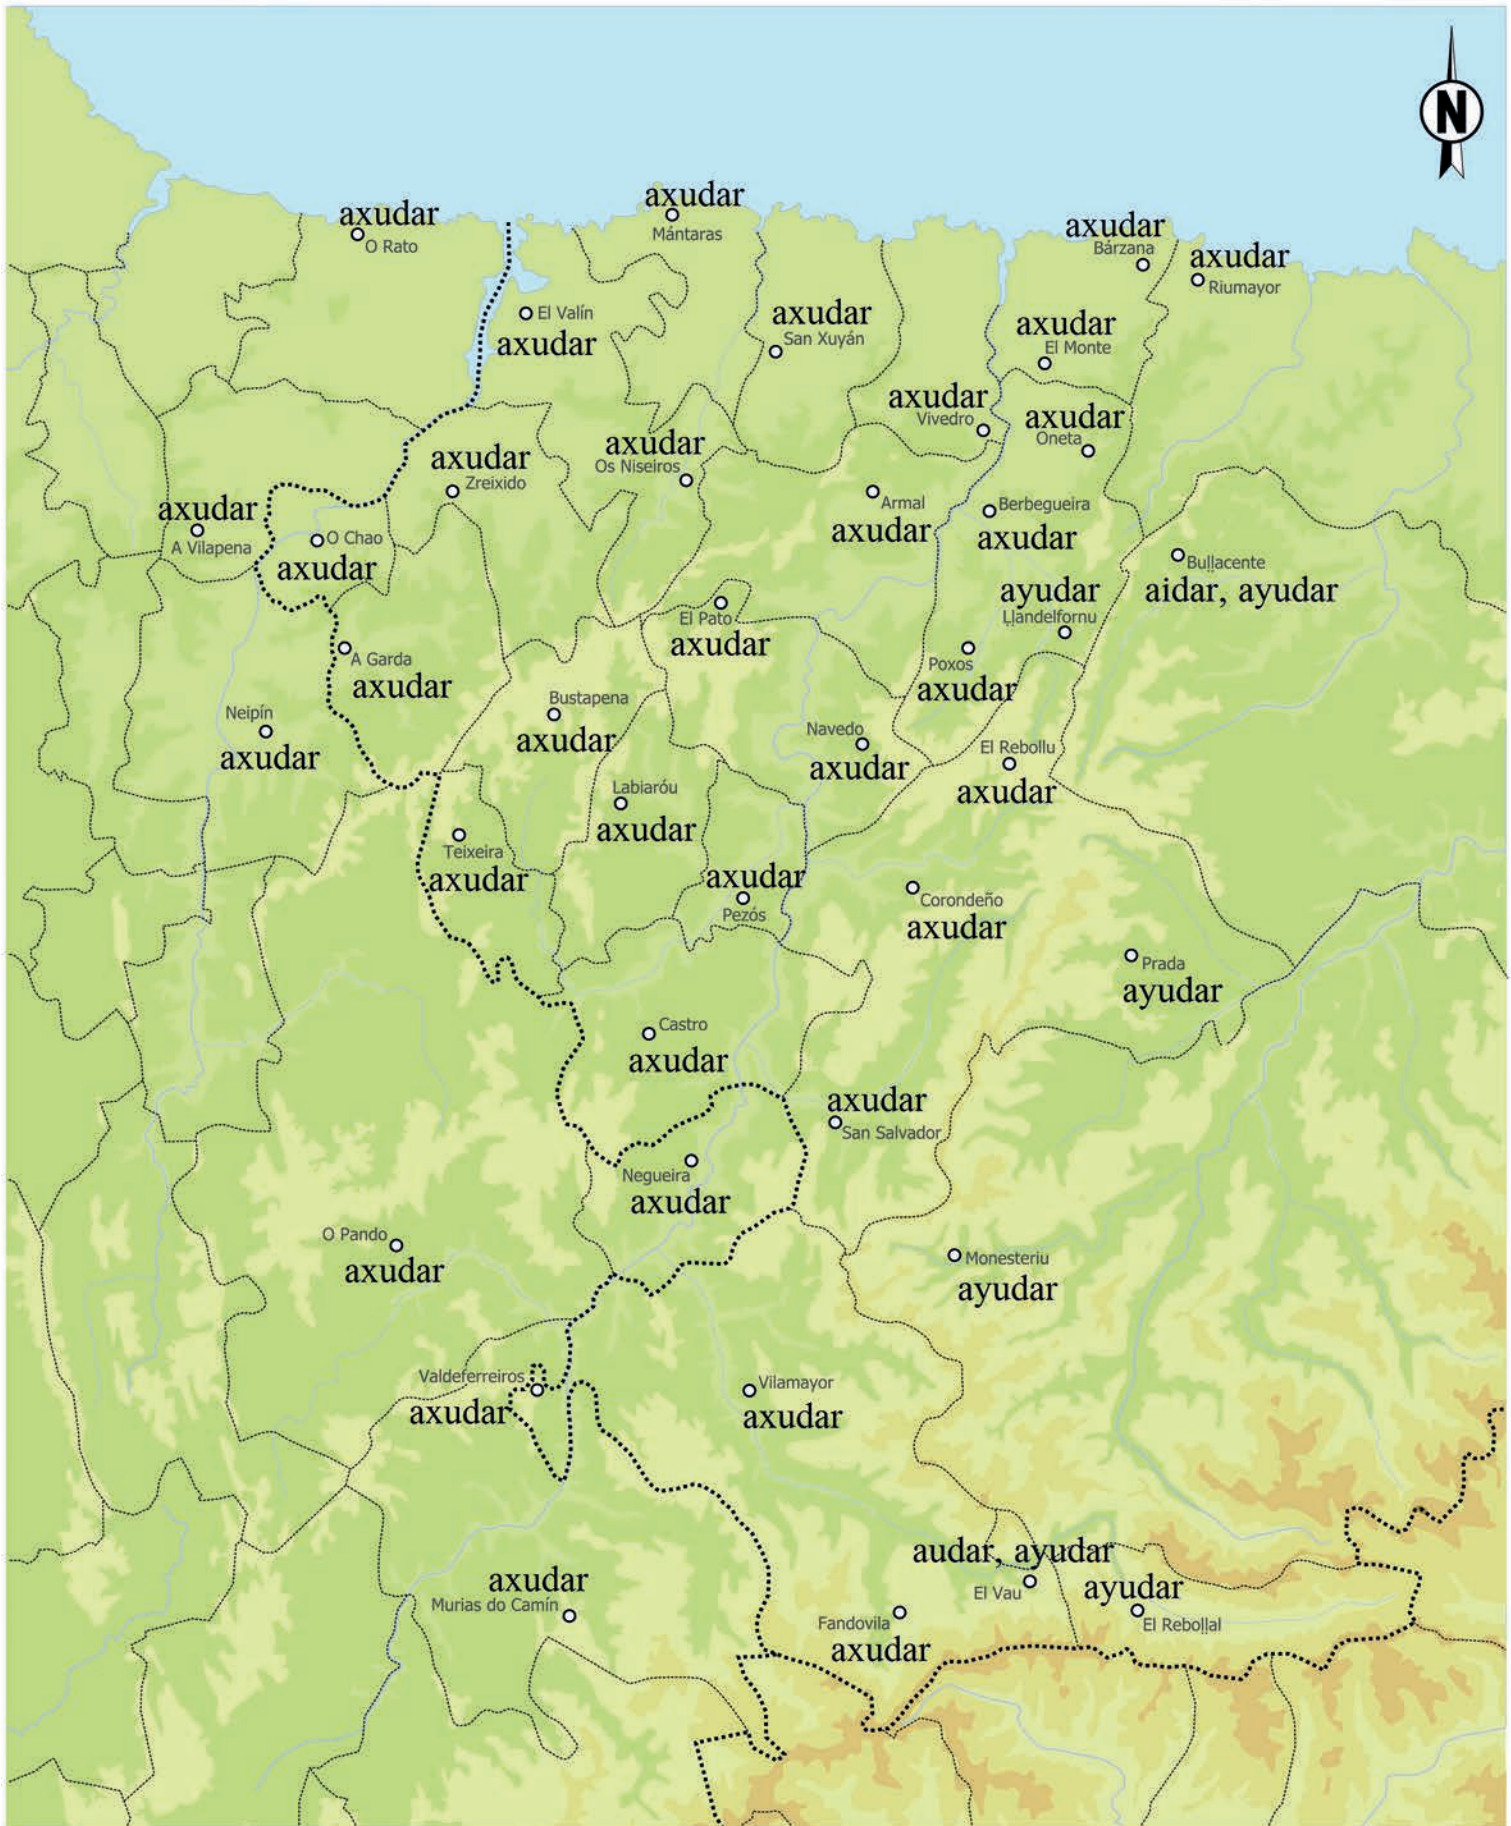 N
axudar
Mántaras
axudar
O Rato
axudar
Bárzana
axudar
Riumayor
El Valín
axudar
axudar
San Xuyán
axudar
El Monte
axudar
Vivedro
axudar
Oneta
axudar
Os Niseiros
axudar
Zreixido
axudar
A Vilapena
Armal
axudar
Berbegueira
axudar
O Chao
axudar
Buḷḷacente
aidar, ayudar
ayudar
Ḷḷandelfornu
El Pato
axudar
A Garda
axudar
Poxos
axudar
Bustapena
axudar
Neipín
axudar
Navedo
axudar
El Rebollu
axudar
Labiaróu
axudar
Teixeira
axudar
axudar
Pezós
Corondeño
axudar
Prada
ayudar
Castro
axudar
axudar
San Salvador
Negueira
axudar
O Pando
axudar
Monesteriu
ayudar
Valdeferreiros
axudar
Vilamayor
axudar
audar, ayudar
El Vau
ayudar
El Reboḷḷal
axudar
Murias do Camín
Fandovila
axudar